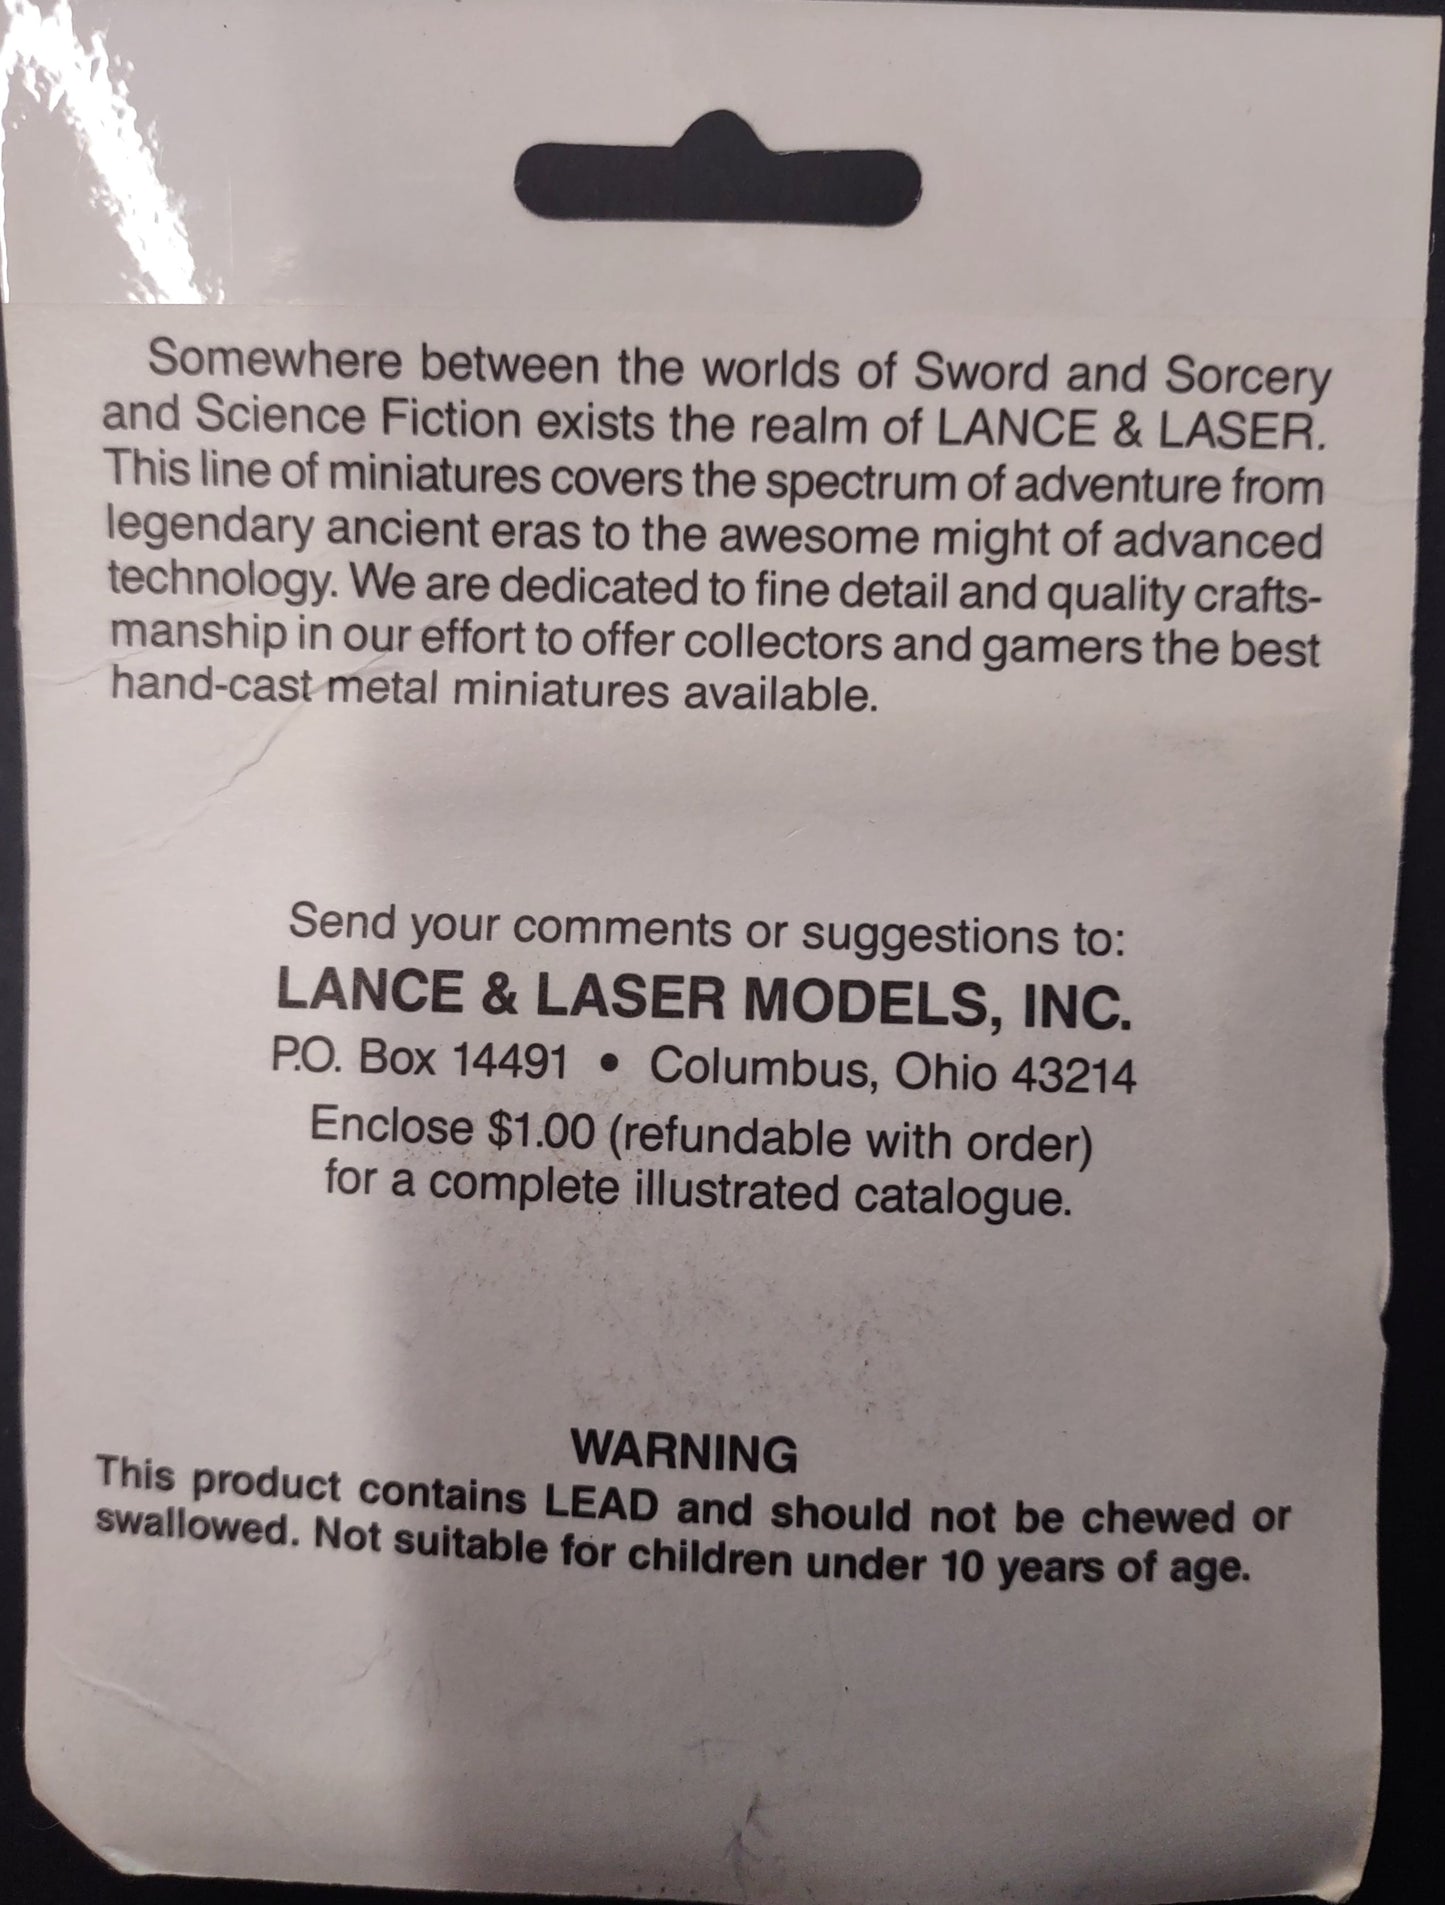 Somewhere between the worlds of Sword and Sorcery
and Science Fiction exists the realm of LANCE & LASER.
This line of miniatures covers the spectrum of adventure from
legendary ancient eras to the awesome might of advanced
technology. We are dedicated to fine detail and quality crafts-
manship in our effort to offer collectors and gamers the best
hand-cast metal miniatures available.
Send your comments or suggestions to:
LANCE & LASER MODELS, INC.
P.O. Box 14491 • Columbus, Ohio 43214
Enclose $1.00 (refundable with order)
for a complete illustrated catalogue.
WARNING
This product contains LEAD and should not be chewed or
swallowed. Not suitable for children under 10 years of age.